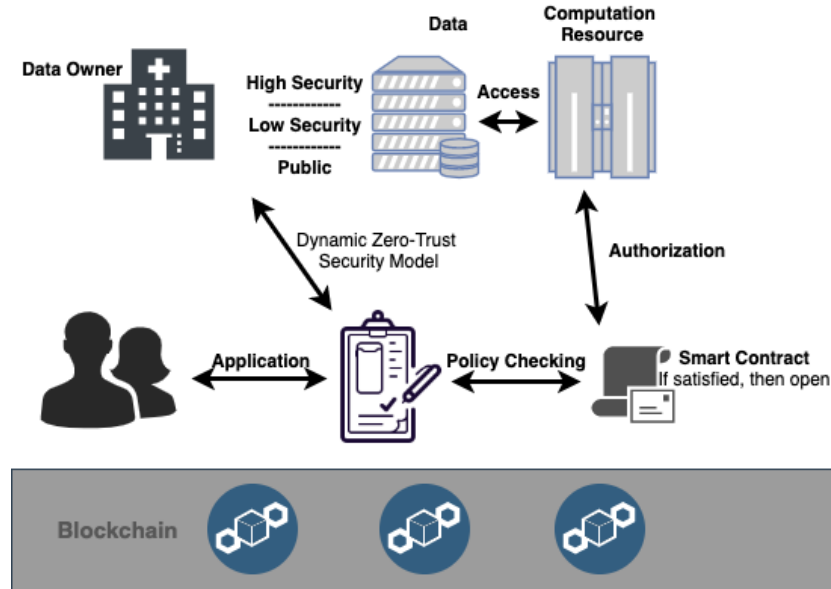 Data
Computation
Resource
Data Owner
High Security
------------
Low Security
------------
Public
Access
Dynamic Zero-Trust
Security Model
Authorization
Application
Policy Checking
Smart Contract
If satisfied, then open
Blockchain